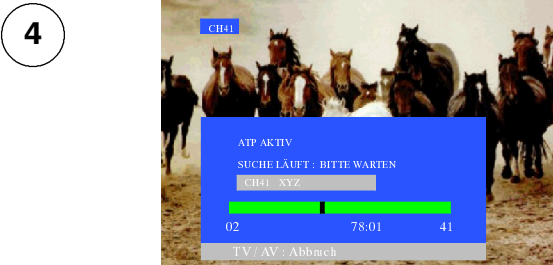 4
CH41
ATP AKTIV
SUCHE LÄUFT : BITTE WARTEN
CH41 XYZ
02 78:01 41
TV / AV : Abbruch